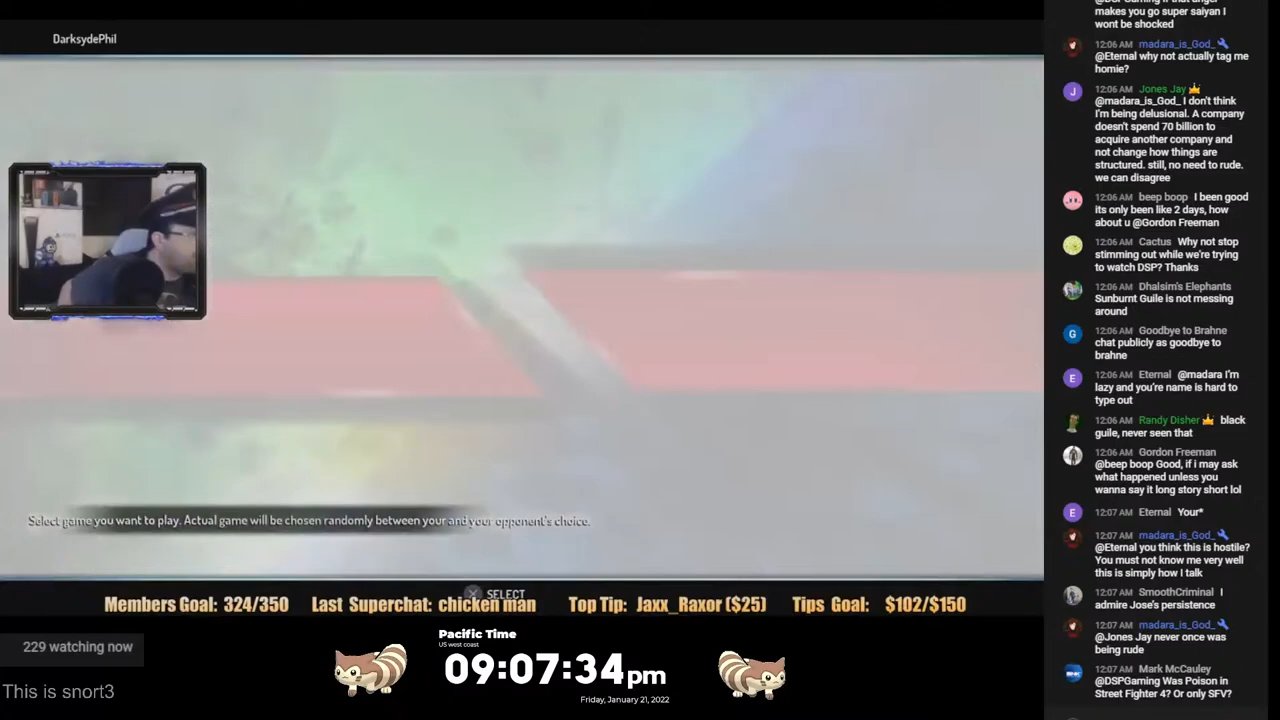 DarksydePhil
Select game you want to play. Actual game will be chosen randomly between your and your opponent's choice.
SELECT
Members Goal: 324/350
Last Superchat: chicken man
Top Tip: Jaxx_Raxor ($25)
Tips Goal: $102/$150
229 watching now
This is snort3
Pacific Time
US west coast
09:07:34pm
Friday, January 21, 2022
makes you go super saiyan I
wont be shocked
12:06 AM madara_is_God_
@Eternal why not actually tag me
homie?
12:06 AM Jones Jay
@madara_is_God_ I don't think
I'm being delusional. A company
doesn't spend 70 billion to
acquire another company and
not change how things are
structured. still, no need to rude.
we can disagree
12:06 AM beep boop I been good
its only been like 2 days, how
about u @Gordon Freeman
12:06 AM Cactus Why not stop
stimming out while we're trying
to watch DSP? Thanks
12:06 AM Dhalsim's Elephants
Sunburnt Guile is not messing
around
12:06 AM Goodbye to Brahne
chat publicly as goodbye to
brahne
12:06 AM Eternal @madara I'm
lazy and you're name is hard to
type out
12:06 AM Randy Disher black
guile, never seen that
12:06 AM Gordon Freeman
@beep boop Good, if i may ask
what happened unless you
wanna say it long story short lol
12:07 AM Eternal Your*
12:07 AM madara_is_God_
@Eternal you think this is hostile?
You must not know me very well
this is simply how I talk
12:07 AM SmoothCriminal I
admire Jose's persistence
12:07 AM madara_is_God_
@Jones Jay never once was
being rude
12:07 AM Mark McCauley
@DSPGaming Was Poison in
Street Fighter 4? Or only SFV?